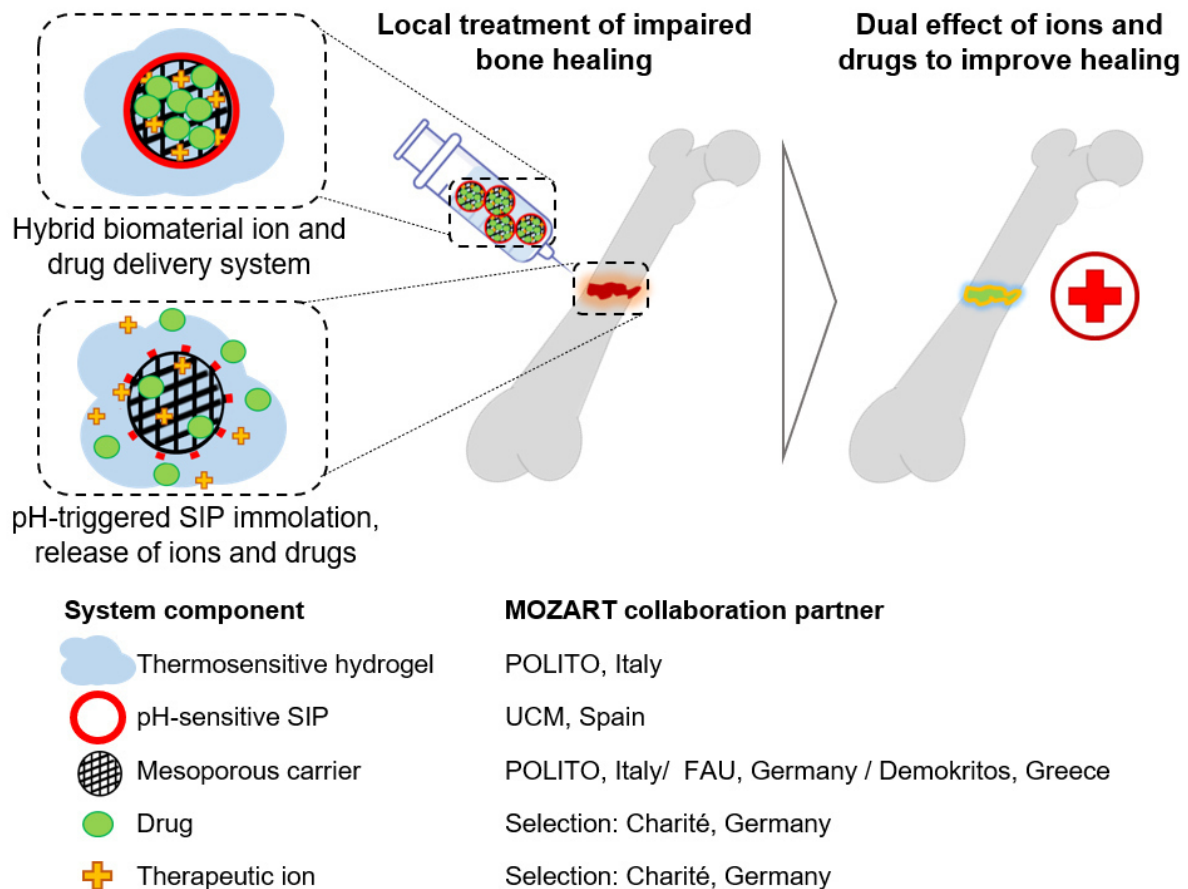 Local treatment of impaired
bone healing
Dual effect of ions and
drugs to improve healing
Hybrid biomaterial ion and
drug delivery system
pH-triggered SIP immolation,
release of ions and drugs
System component
MOZART collaboration partner
Thermosensitive hydrogel
POLITO, Italy
pH-sensitive SIP
UCM, Spain
Mesoporous carrier
POLITO, Italy/ FAU, Germany / Demokritos, Greece
Drug
Selection: Charité, Germany
Therapeutic ion
Selection: Charité, Germany